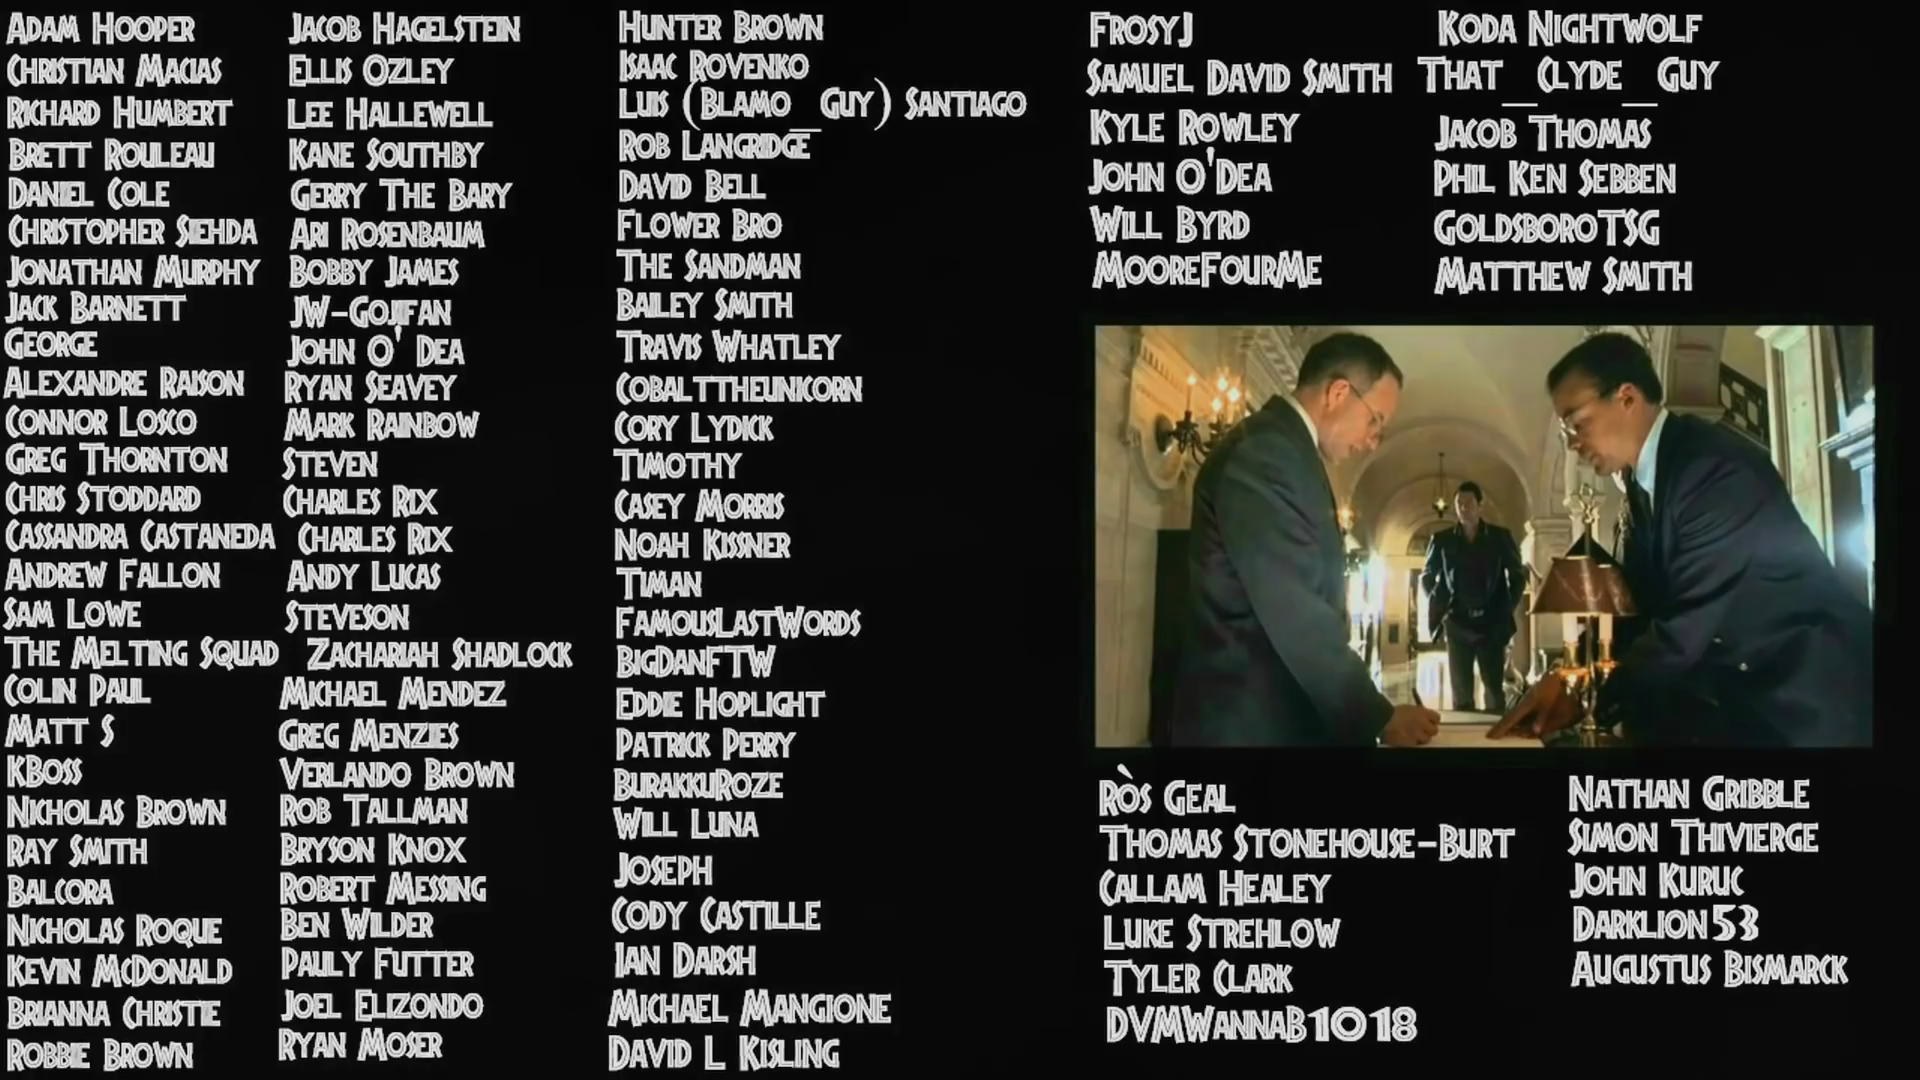 Adam Hooper
Christian Macias
Richard Humbert
Brett Rouleau
Daniel Cole
Christopher Siehda
Jonathan Murphy
Jack Barnett
George
Alexandre Raison
Connor Losco
Greg Thornton
Chris Stoddard
Cassandra Castaneda
Andrew Fallon
Sam Lowe
The Melting Squad
Colin Paul
Matt S
KBoss
Nicholas Brown
Ray Smith
Balcora
Nicholas Roque
Kevin McDonald
Brianna Christie
Robbie Brown
Jacob Hagelstein
Ellis Ozley
Lee Hallewell
Kane Southby
Gerry The Bary
Ari Rosenbaum
Bobby James
JW-Gojifan
John O' Dea
Ryan Seavey
Mark Rainbow
Steven
Charles Rix
Charles Rix
Andy Lucas
Steveson
Zachariah Shadlock
Michael Mendez
Greg Menzies
Verlando Brown
Rob Tallman
Bryson Knox
Robert Messing
Ben Wilder
Pauly Futter
Joel Elizondo
Ryan Moser
Hunter Brown
Isaac Rovenko
Luis (Blamo_Guy) Santiago
Rob Langridge
David Bell
Flower Bro
The Sandman
Bailey Smith
Travis Whatley
Cobalttheunicorn
Cory Lydick
Timothy
Casey Morris
Noah Kissner
Timan
FamousLastWords
BigDanFTW
Eddie Hoplight
Patrick Perry
BurakkuRoze
Will Luna
Joseph
Cody Castille
Ian Darsh
Michael Mangione
David L Kisling
FrosyJ
Samuel David Smith
Kyle Rowley
John O'Dea
Will Byrd
MooreFourMe
Koda Nightwolf
That_Clyde_Guy
Jacob Thomas
Phil Ken Sebben
GoldsboroTSG
Matthew Smith
Ròs Geal
Thomas Stonehouse-Burt
Callam Healey
Luke Strehlow
Tyler Clark
DVMWannaB1018
Nathan Gribble
Simon Thivierge
John Kuruc
Darklion53
Augustus Bismarck